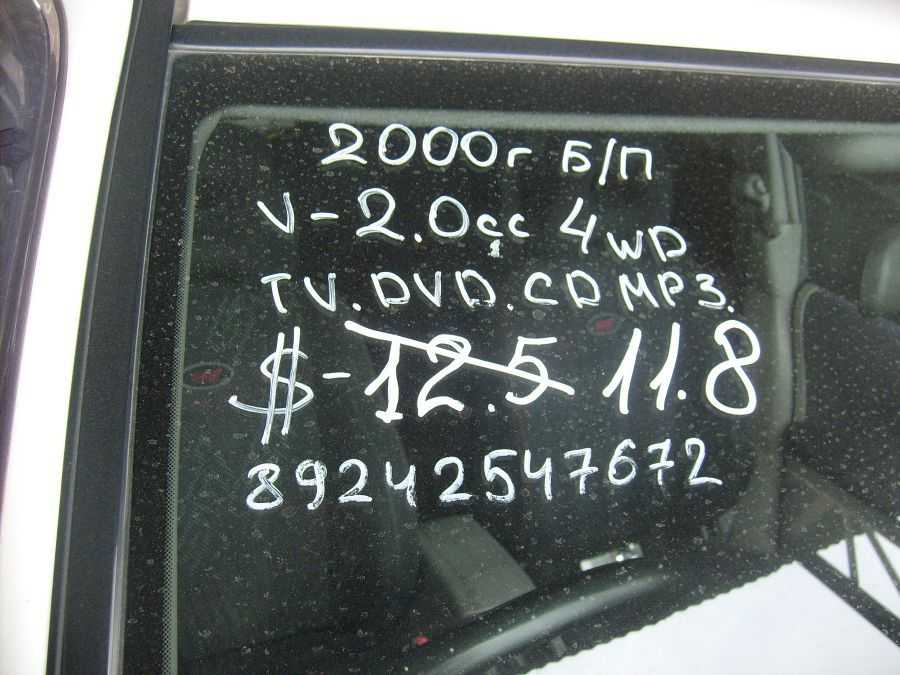 2000г Б/П
V-2.0cc 4WD
TV.DVD.CD MP3.
$-12.5 11.8
89242547672